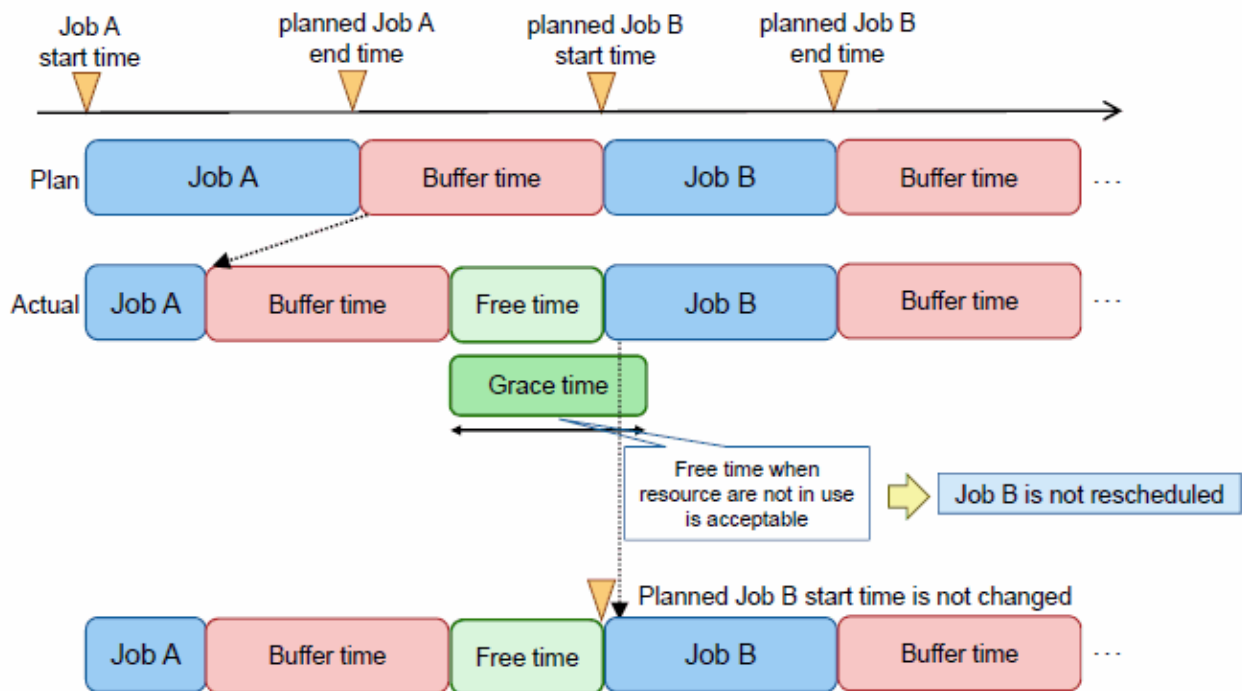 Job A
start time
planned Job A
end time
planned Job B
start time
planned Job B
end time
Plan
Job A
Buffer time
Job B
Buffer time
...
Actual
Job A
Buffer time
Free time
Job B
Buffer time
...
Grace time
Free time when
resource are not in use
is acceptable
Job B is not rescheduled
Planned Job B start time is not changed
Job A
Buffer time
Free time
Job B
Buffer time
...